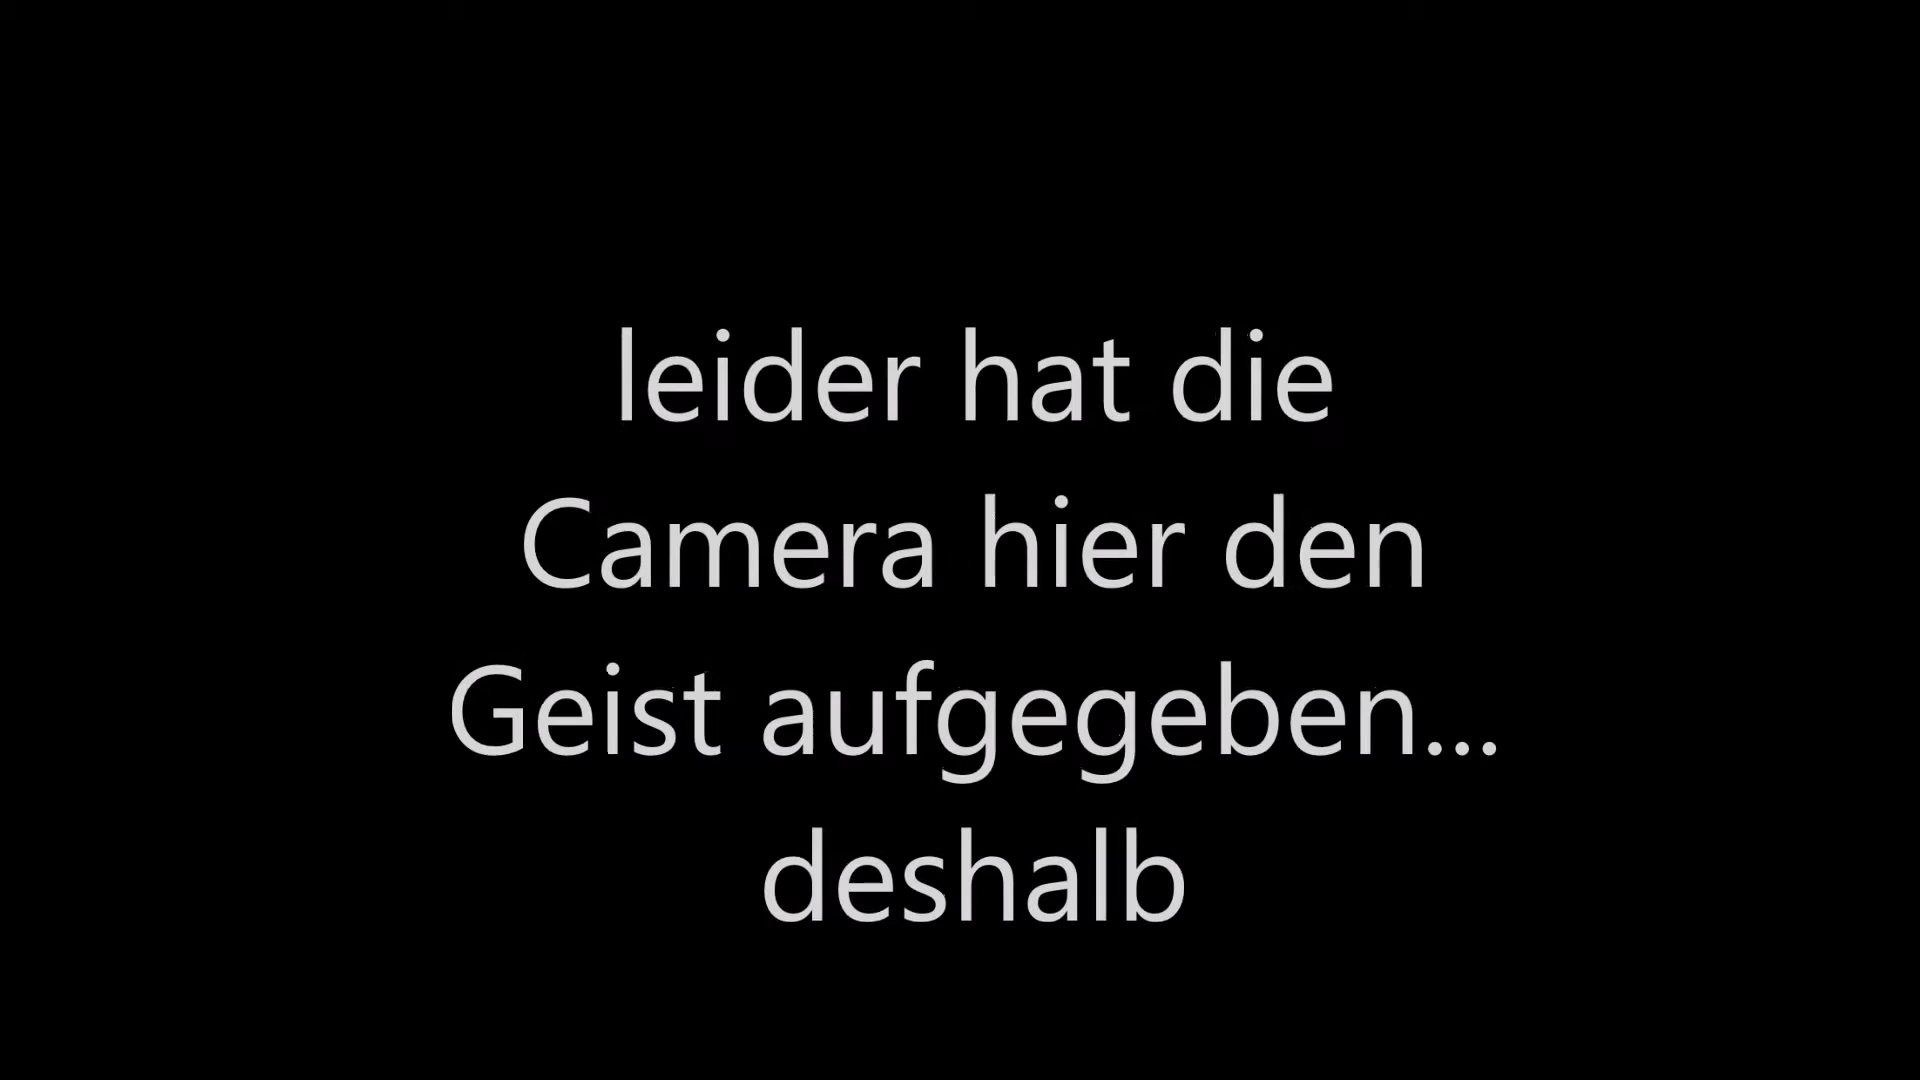 leider hat die
Camera hier den
Geist aufgegeben...
deshalb